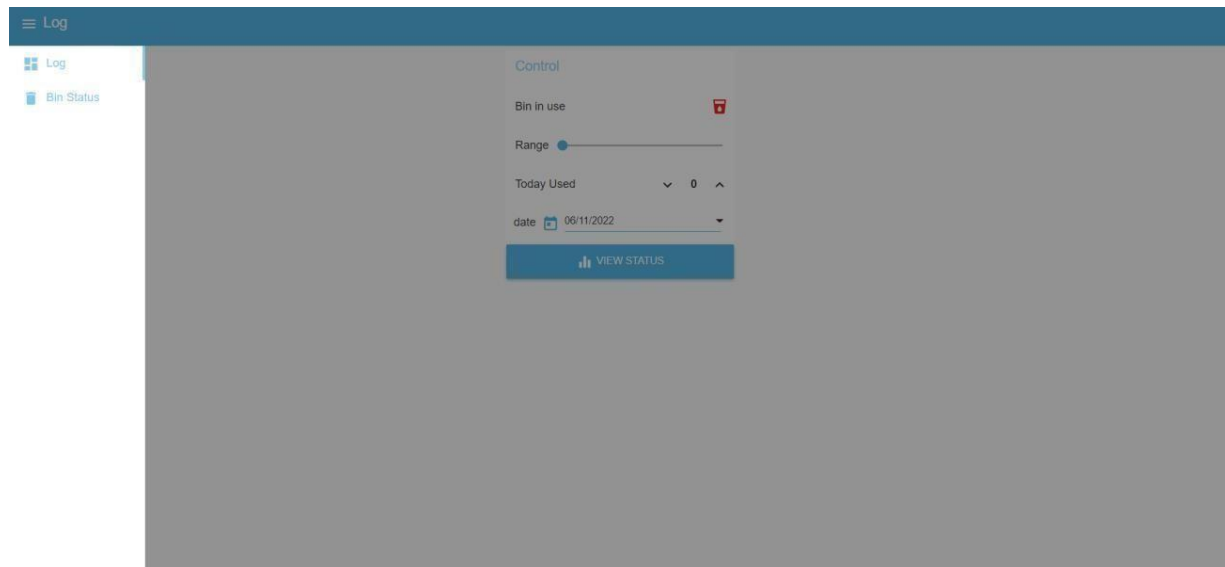 Log
Log
Bin Status
Control
Bin in use
Range
Today Used 0
date 06/11/2022
VIEW STATUS